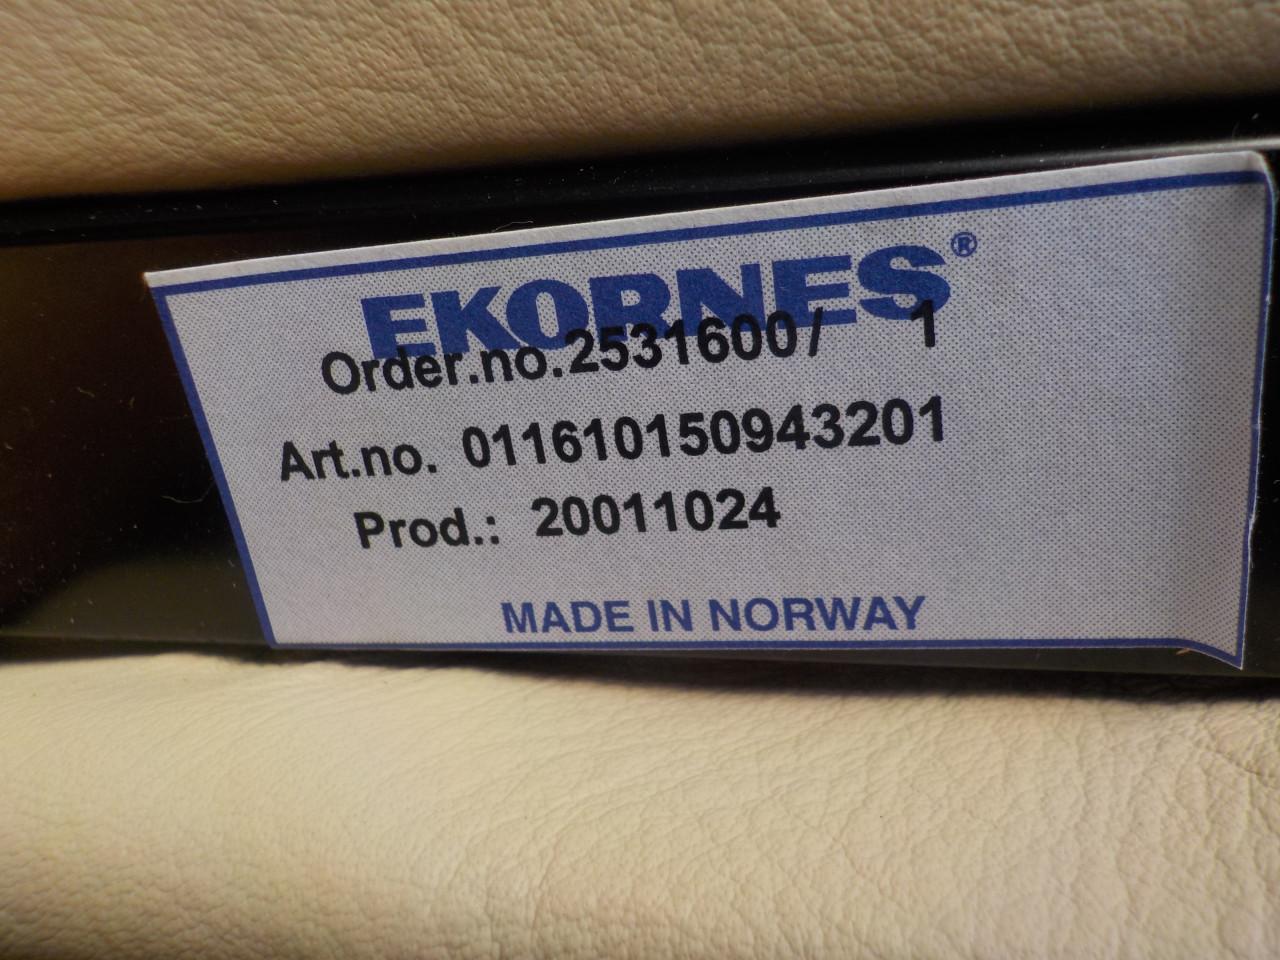 EKORNES®
Order.no.2531600/ 1
Art.no. 011610150943201
Prod.: 20011024
MADE IN NORWAY